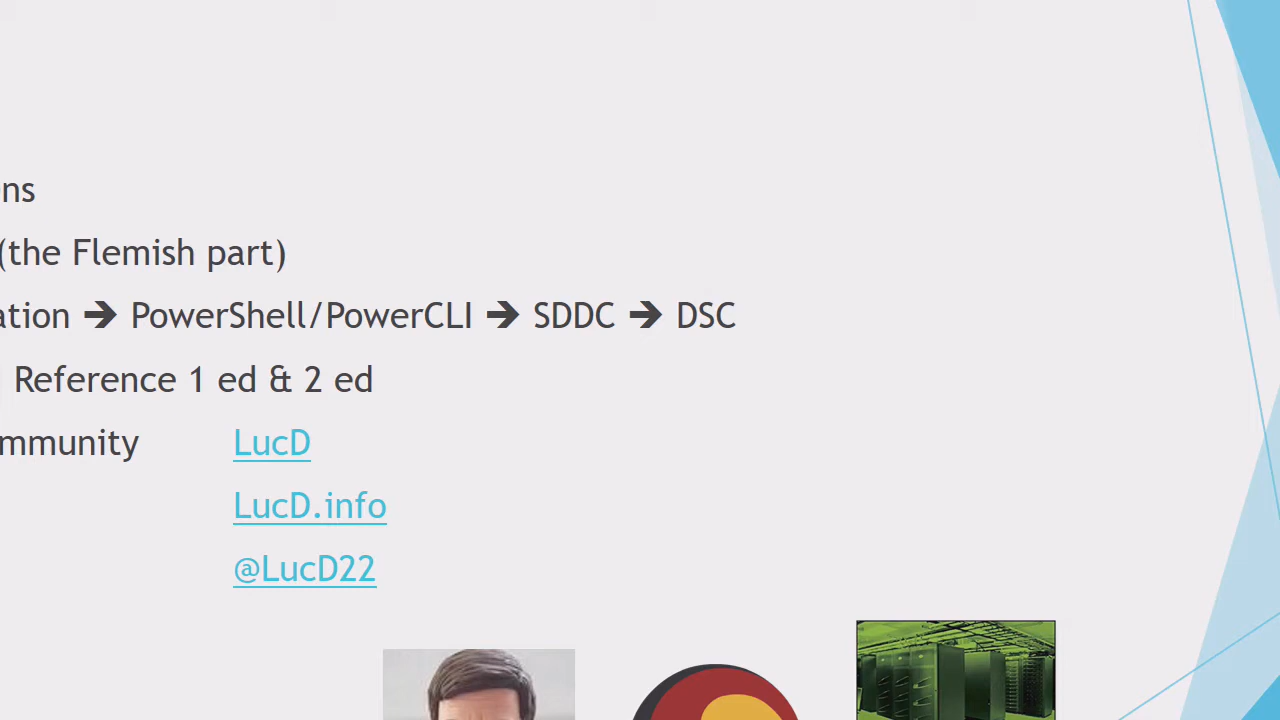 ns
(the Flemish part)
ation ➔ PowerShell/PowerCLI ➔ SDDC ➔ DSC
Reference 1 ed & 2 ed
mmunity LucD
LucD.info
@LucD22